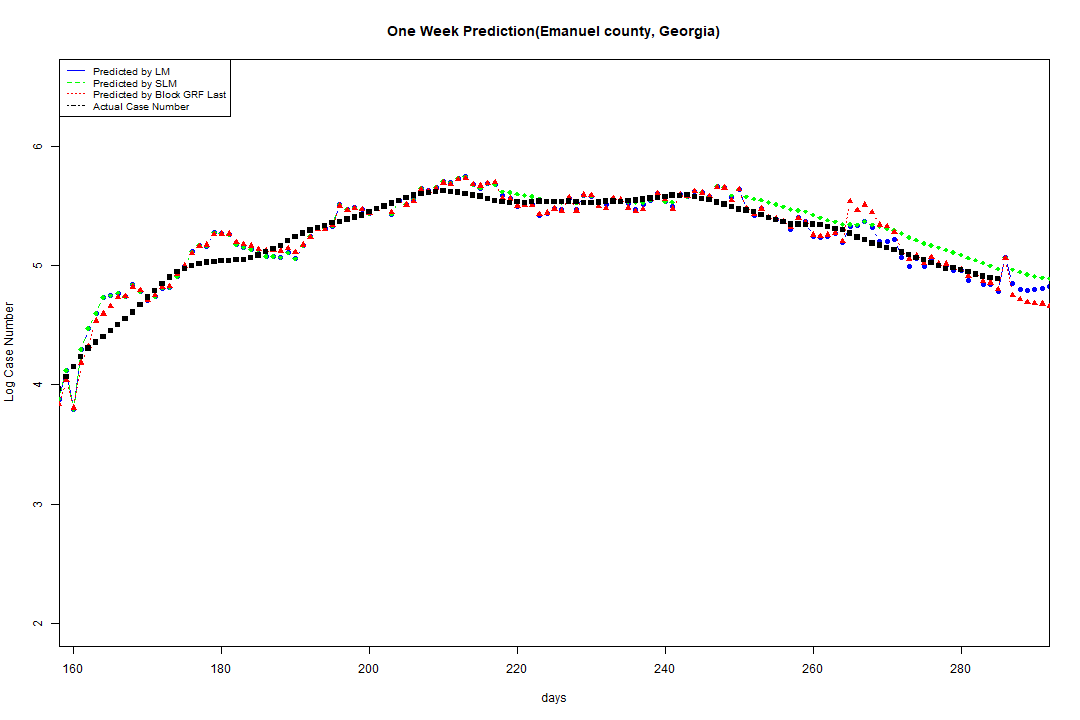 One Week Prediction(Emanuel county, Georgia)
Predicted by LM
Predicted by SLM
Predicted by Block GRF Last
Actual Case Number
6
5
4
3
2
Log Case Number
160 180 200 220 240 260 280
days